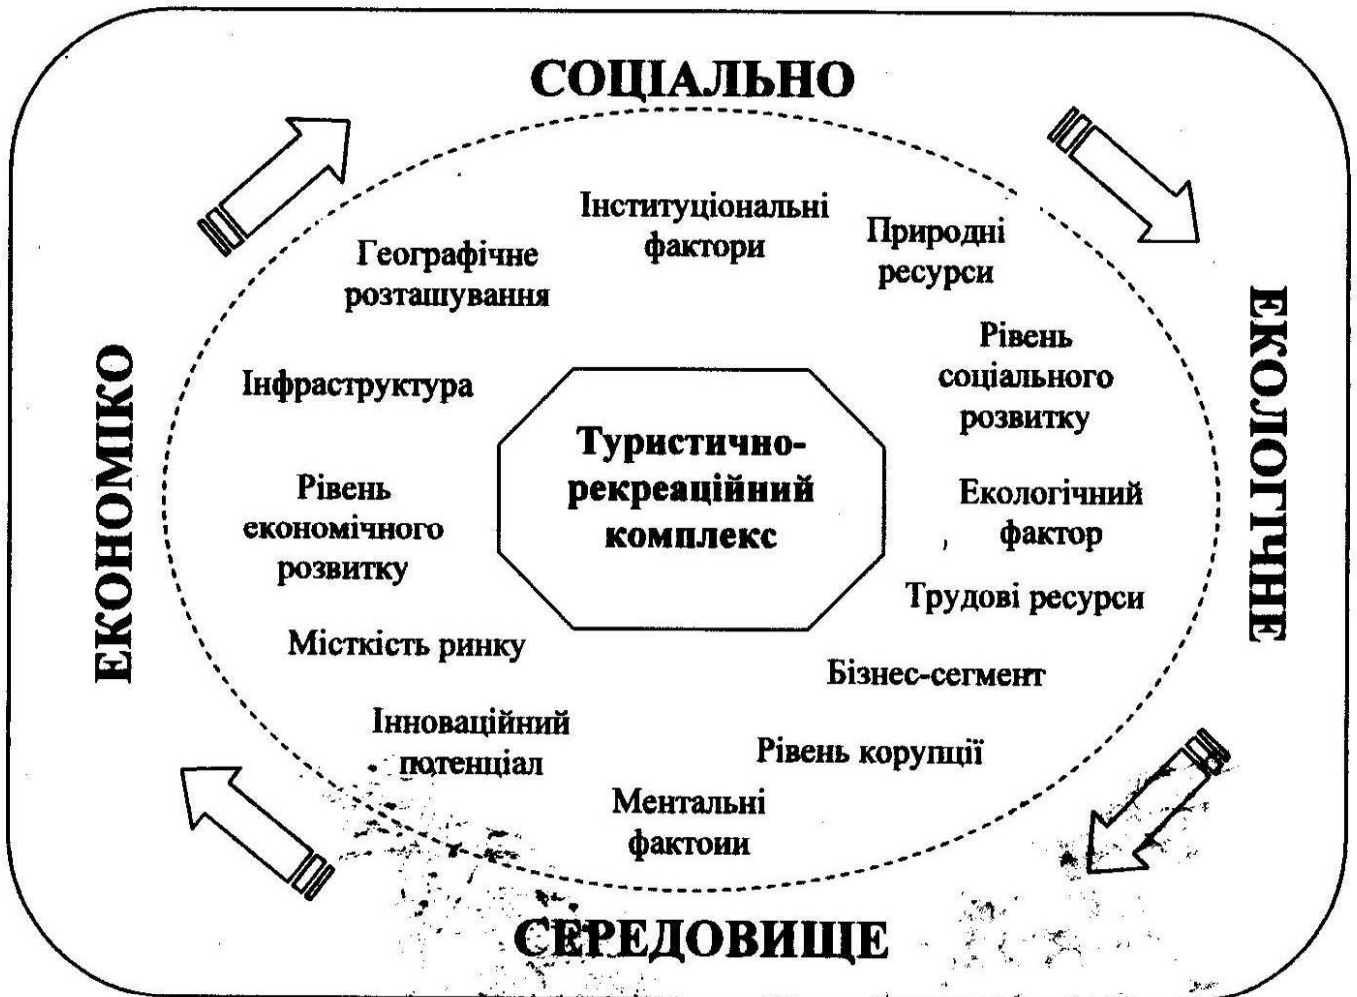 СОЦІАЛЬНО
Інституціональні
фактори
Природні
ресурси
Географічне
розташування
Рівень
соціального
розвитку
ЕКОЛОГІЧНЕ
ЕКОНОМІКО
Інфраструктура
Туристично-
рекреаційний
комплекс
Рівень
економічного
розвитку
Екологічний
фактор
Трудові ресурси
Місткість ринку
Бізнес-сегмент
Інноваційний
потенціал
Рівень корупції
Ментальні
фактоии
СЕРЕДОВИЩЕ